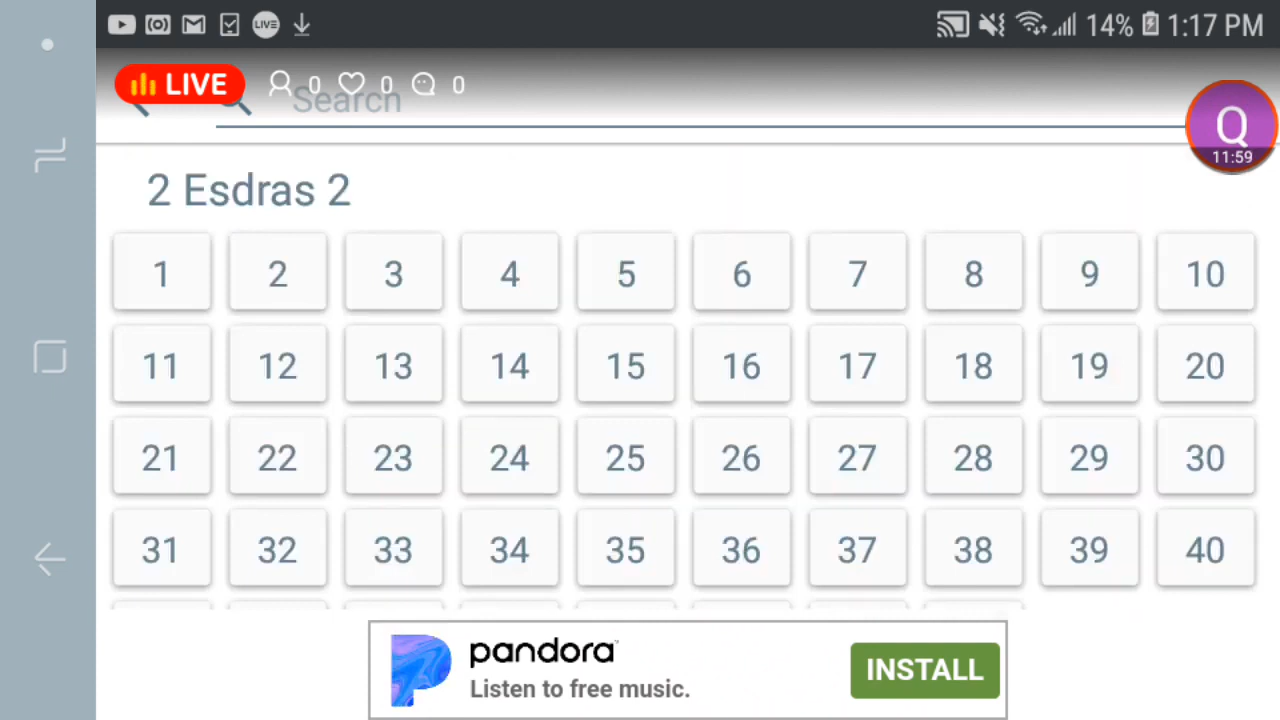 LIVE 14% 1:17 PM
LIVE 0 0 0
Search
Q
11:59
2 Esdras 2
1 2 3 4 5 6 7 8 9 10
11 12 13 14 15 16 17 18 19 20
21 22 23 24 25 26 27 28 29 30
31 32 33 34 35 36 37 38 39 40
pandora
Listen to free music.
INSTALL